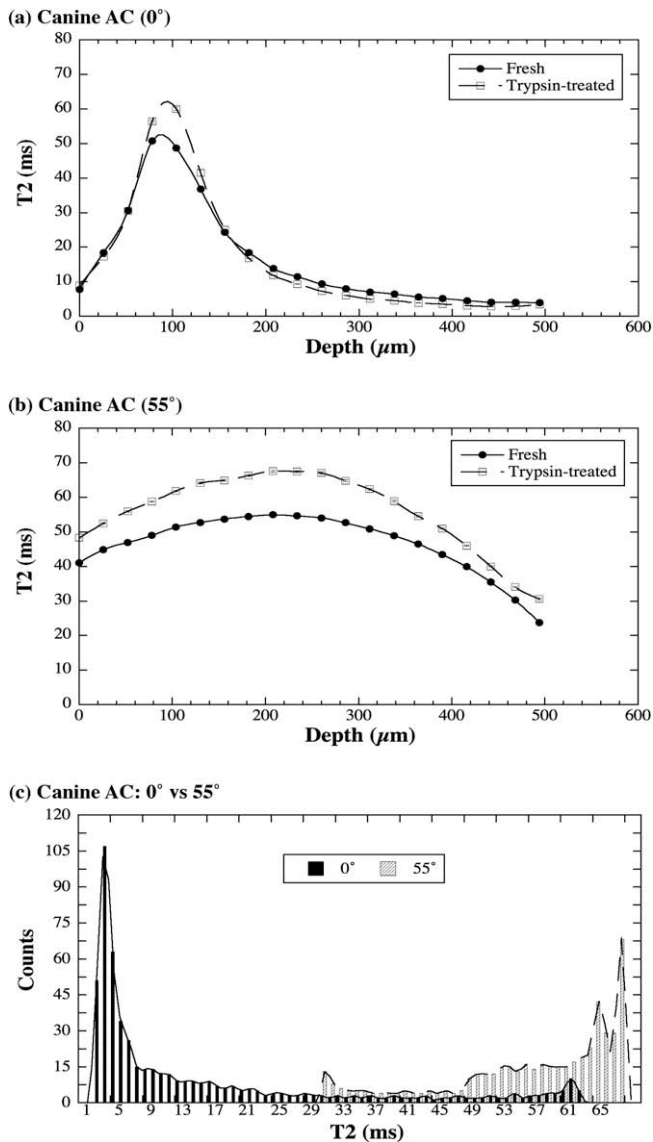 (a) Canine AC (0°)
80
70
60
50
40
30
20
10
0
T2 (ms)
Fresh
Trypsin-treated
0 100 200 300 400 500 600
Depth (µm)
(b) Canine AC (55°)
80
70
60
50
40
30
20
10
0
T2 (ms)
Fresh
Trypsin-treated
0 100 200 300 400 500 600
Depth (µm)
(c) Canine AC: 0° vs 55°
120
105
90
75
60
45
30
15
0
Counts
0° 55°
1 5 9 13 17 21 25 29 33 37 41 45 49 53 57 61 65
T2 (ms)